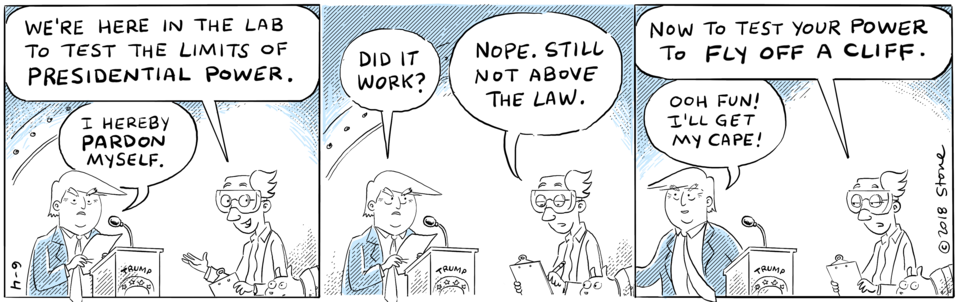 WE'RE HERE IN THE LAB
TO TEST THE LIMITS OF
PRESIDENTIAL POWER.
I HEREBY
PARDON
MYSELF.
TRUMP
6-4
DID IT
WORK?
NOPE. STILL
NOT ABOVE
THE LAW.
TRUMP
NOW TO TEST YOUR POWER
TO FLY OFF A CLIFF.
OOH FUN!
I'LL GET
MY CAPE!
TRUMP
© 2018 STONE